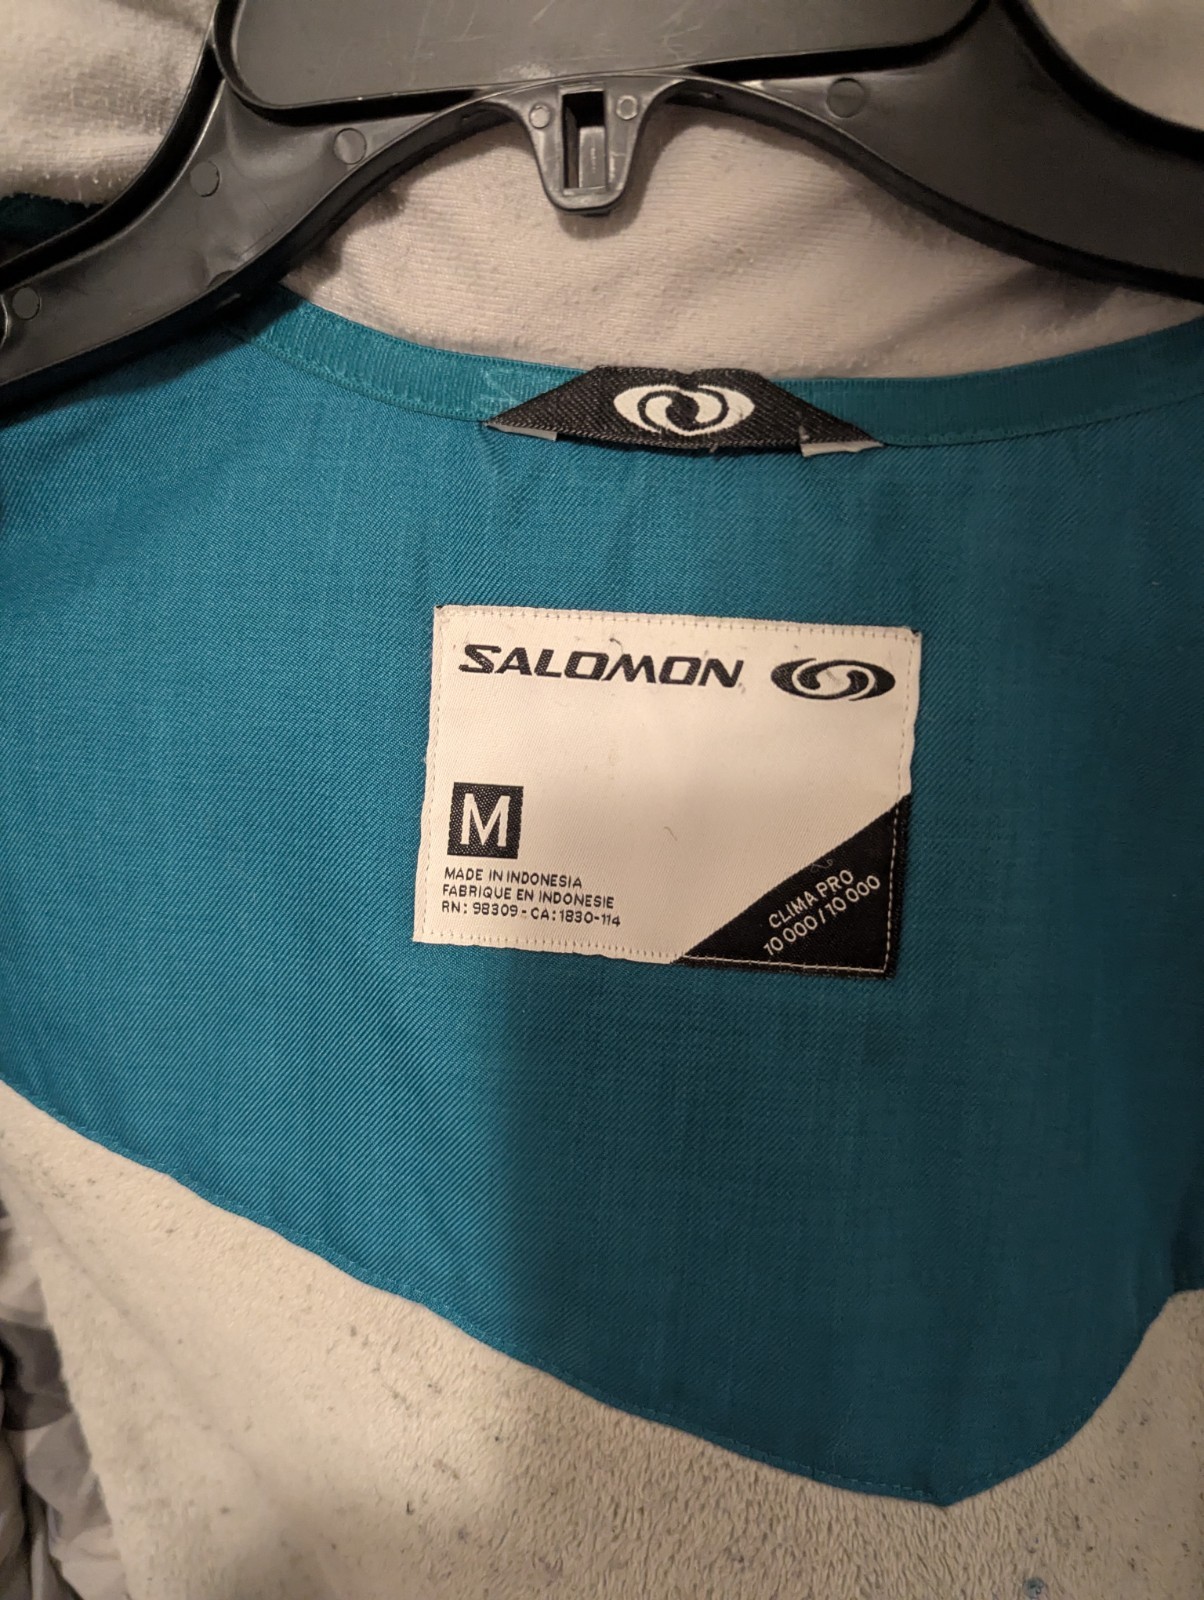 SALOMON
M
MADE IN INDONESIA
FABRIQUE EN INDONESIE
RN: 98309 - CA: 1830-114
CLIMA PRO
10 000 / 10 000